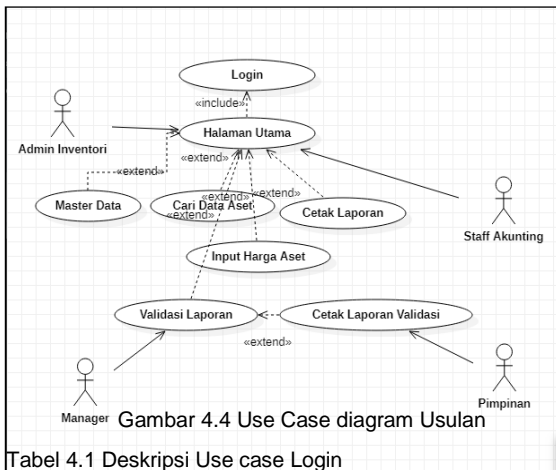 Login
«include»
Halaman Utama
Admin Inventori
«extend»
«extend»
Master Data
Cari Data Aset
«extend»
«extend»
«extend»
Cetak Laporan
Staff Akunting
Input Harga Aset
Validasi Laporan
Cetak Laporan Validasi
«extend»
Manager
Pimpinan
Gambar 4.4 Use Case diagram Usulan
Tabel 4.1 Deskripsi Use case Login